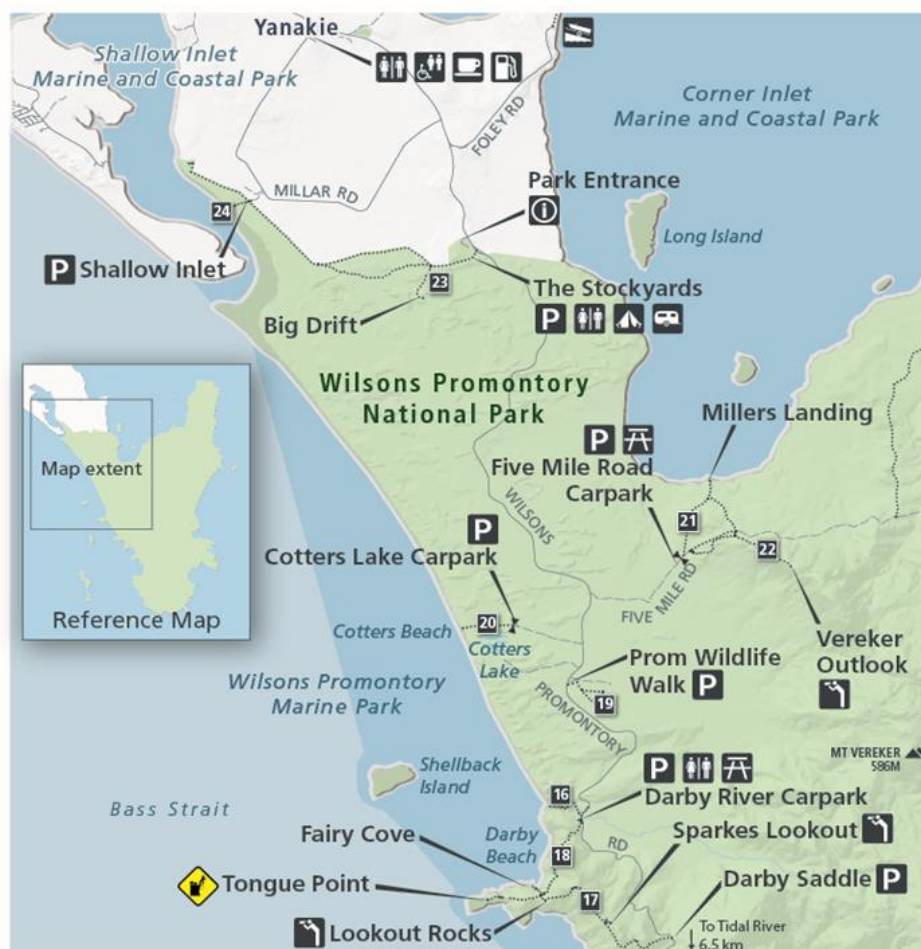 Yanakie
Shallow Inlet
Marine and Coastal Park
Corner Inlet
Marine and Coastal Park
FOLEY RD
Park Entrance
MILLAR RD
24
Long Island
P Shallow Inlet
23
The Stockyards
P
Big Drift
Wilsons Promontory
National Park
Millers Landing
P
Five Mile Road
Carpark
Map extent
WILSONS
21
22
P
Cotters Lake Carpark
FIVE MILE RD
Reference Map
Cotters Beach
20
Cotters
Lake
Vereker
Outlook
Prom Wildlife
Walk P
19
Wilsons Promontory
Marine Park
PROMONTORY
MT VEREKER
586M
P
Shellback
Island
16
Darby River Carpark
Bass Strait
Fairy Cove
Darby
Beach
18
RD
Sparkes Lookout
Tongue Point
17
Darby Saddle P
Lookout Rocks
To Tidal River
6.5 km